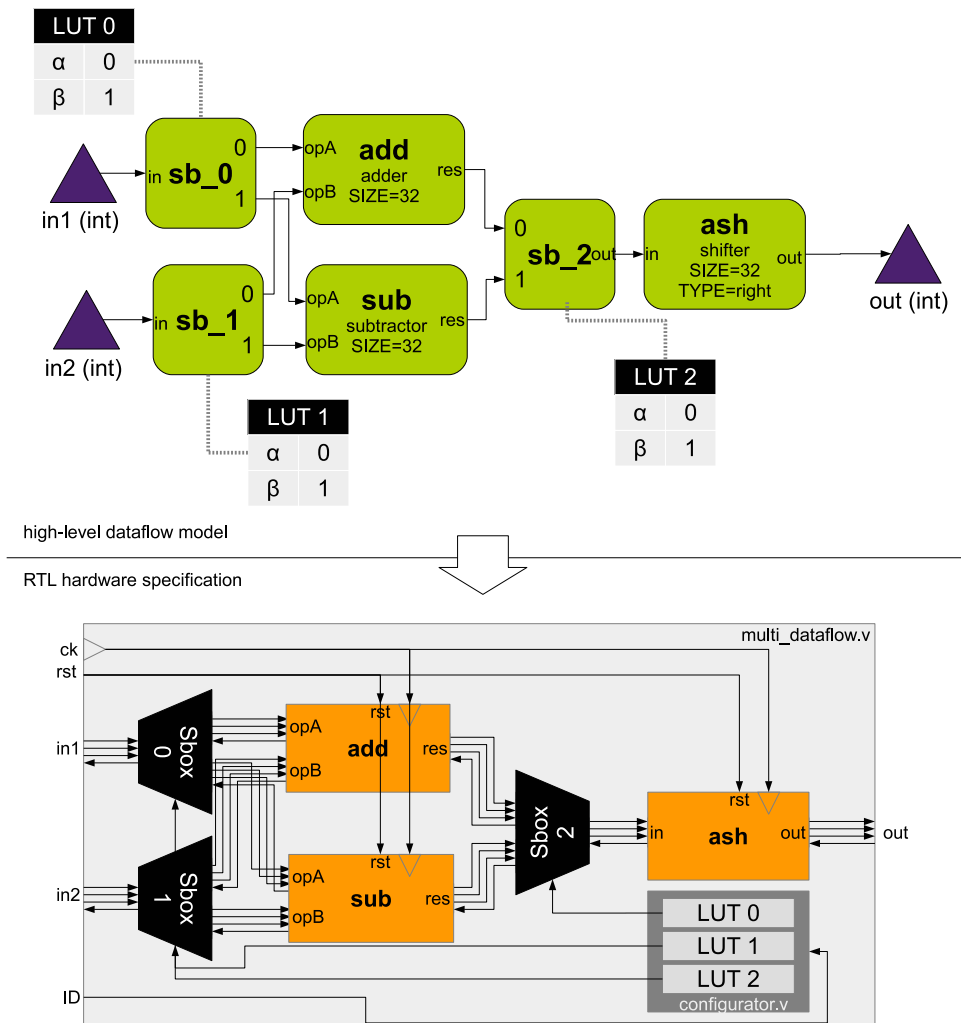 LUT 0
α 0
β 1
in1 (int)
in sb_0 0
1
opA add
adder
opB
SIZE=32
res
in2 (int)
in sb_1 0
1
opA sub
subtractor
opB
SIZE=32
res
0
1
sb_2 out
in ash
shifter
SIZE=32
TYPE=right
out
out (int)
LUT 1
α 0
β 1
LUT 2
α 0
β 1
high-level dataflow model
RTL hardware specification
multi_dataflow.v
ck
rst
in1
Sbox
0
rst
opA
add
opB
res
in2
Sbox
1
rst
opA
sub
opB
res
Sbox
2
rst
in
ash
out
out
LUT 0
LUT 1
LUT 2
configurator.v
ID